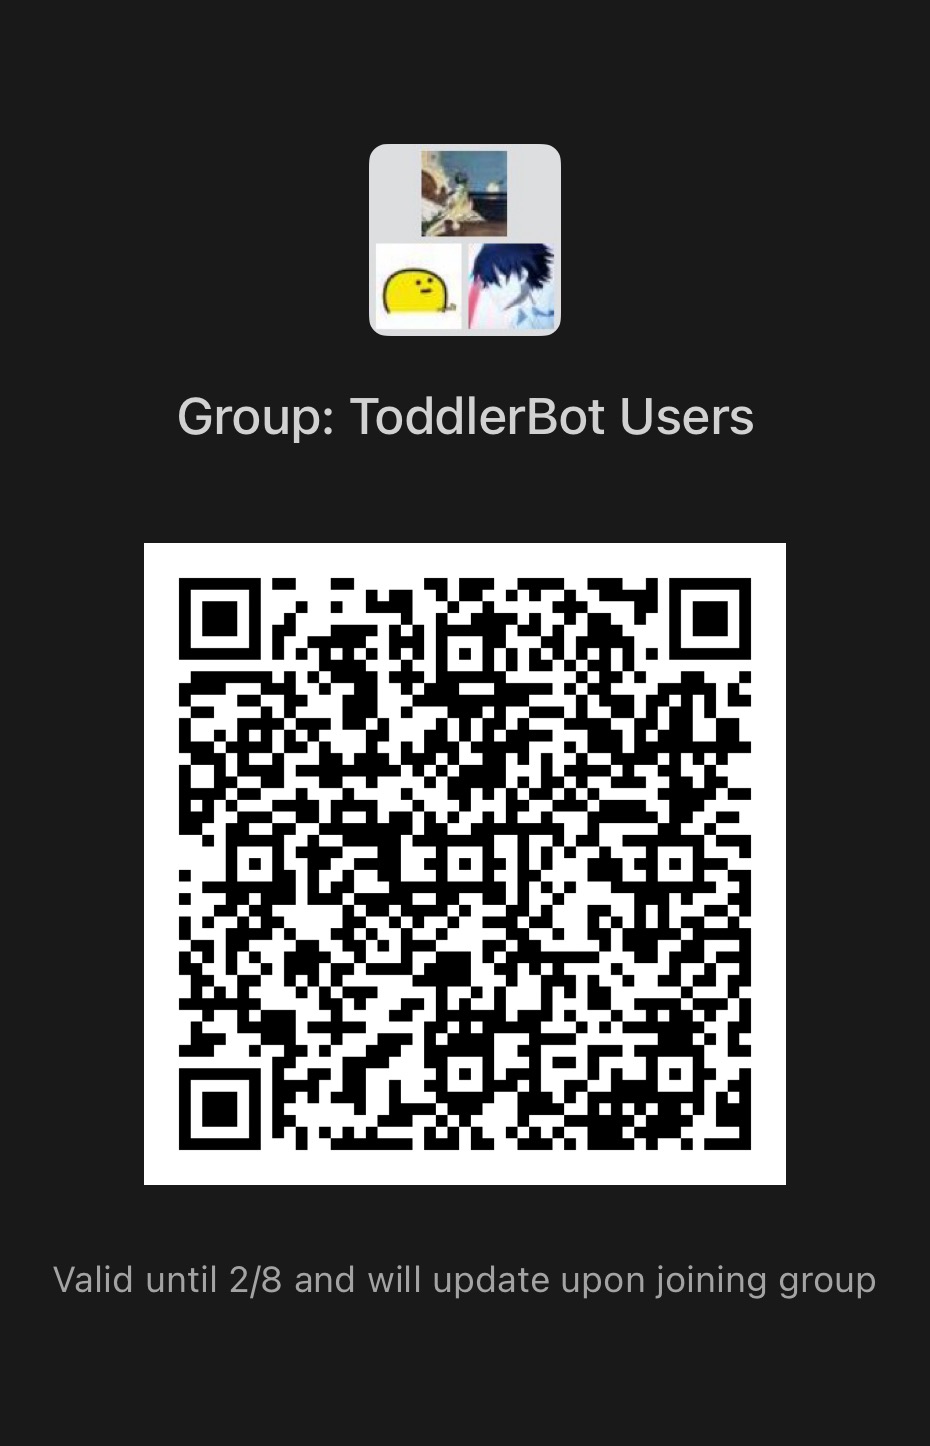 Group: ToddlerBot Users
Valid until 2/8 and will update upon joining group